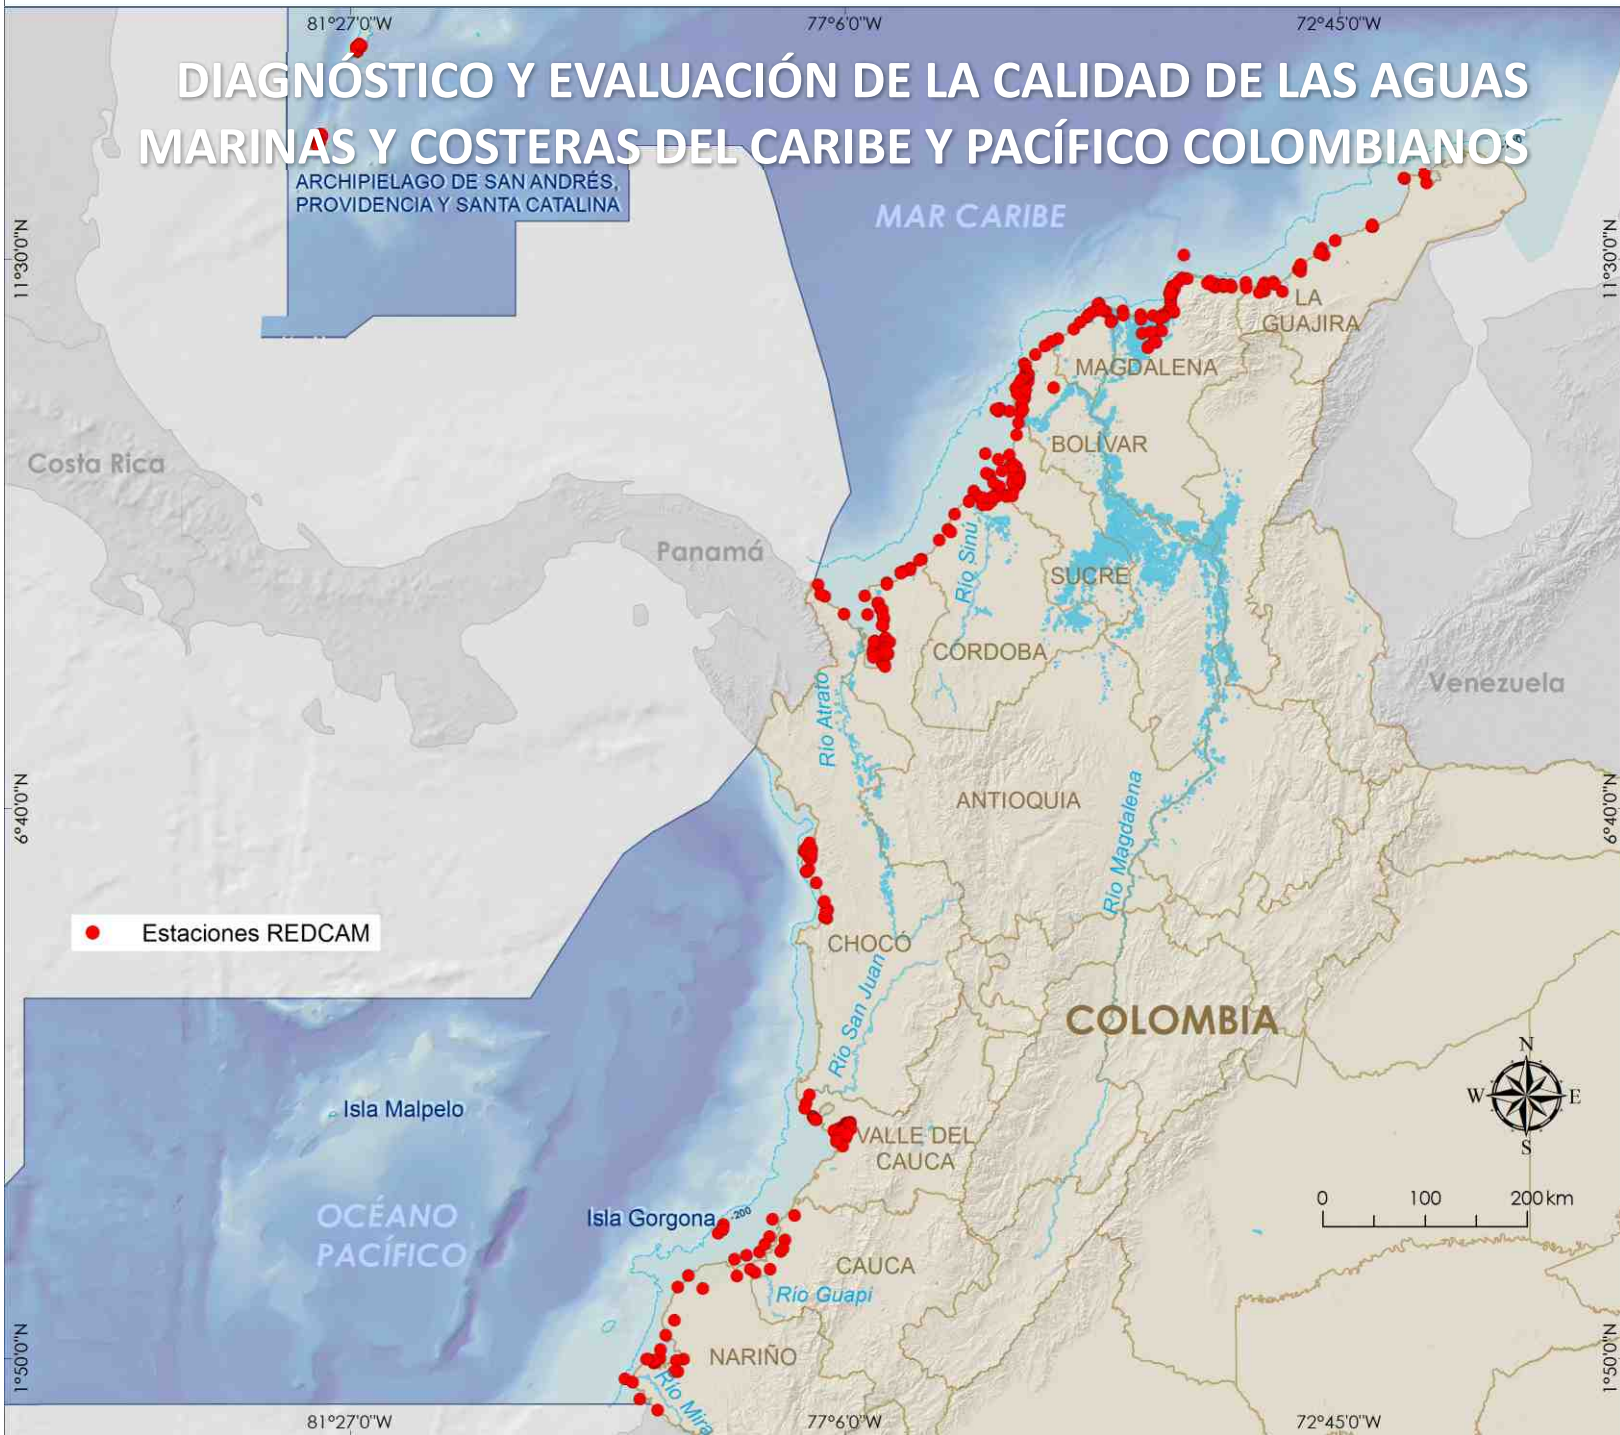 81°27'0"W
77°6'0"W
72°45'0"W
DIAGNÓSTICO Y EVALUACIÓN DE LA CALIDAD DE LAS AGUAS
MARINAS Y COSTERAS DEL CARIBE Y PACÍFICO COLOMBIANOS
ARCHIPIELAGO DE SAN ANDRÉS,
PROVIDENCIA Y SANTA CATALINA
MAR CARIBE
11°30'0"N
11°30'0"N
LA
GUAJIRA
MAGDALENA
BOLÍVAR
Costa Rica
Panamá
Río Sinú
SUCRE
CÓRDOBA
Venezuela
Río Atrato
ANTIOQUIA
Río Magdalena
6°40'0"N
6°40'0"N
Estaciones REDCAM
CHOCÓ
Río San Juan
COLOMBIA
N
W
E
S
Isla Malpelo
VALLE DEL
CAUCA
0
100
200 km
Isla Gorgona
-200
OCÉANO
PACÍFICO
CAUCA
Río Guapi
NARIÑO
Río Mira
1°50'0"N
1°50'0"N
81°27'0"W
77°6'0"W
72°45'0"W